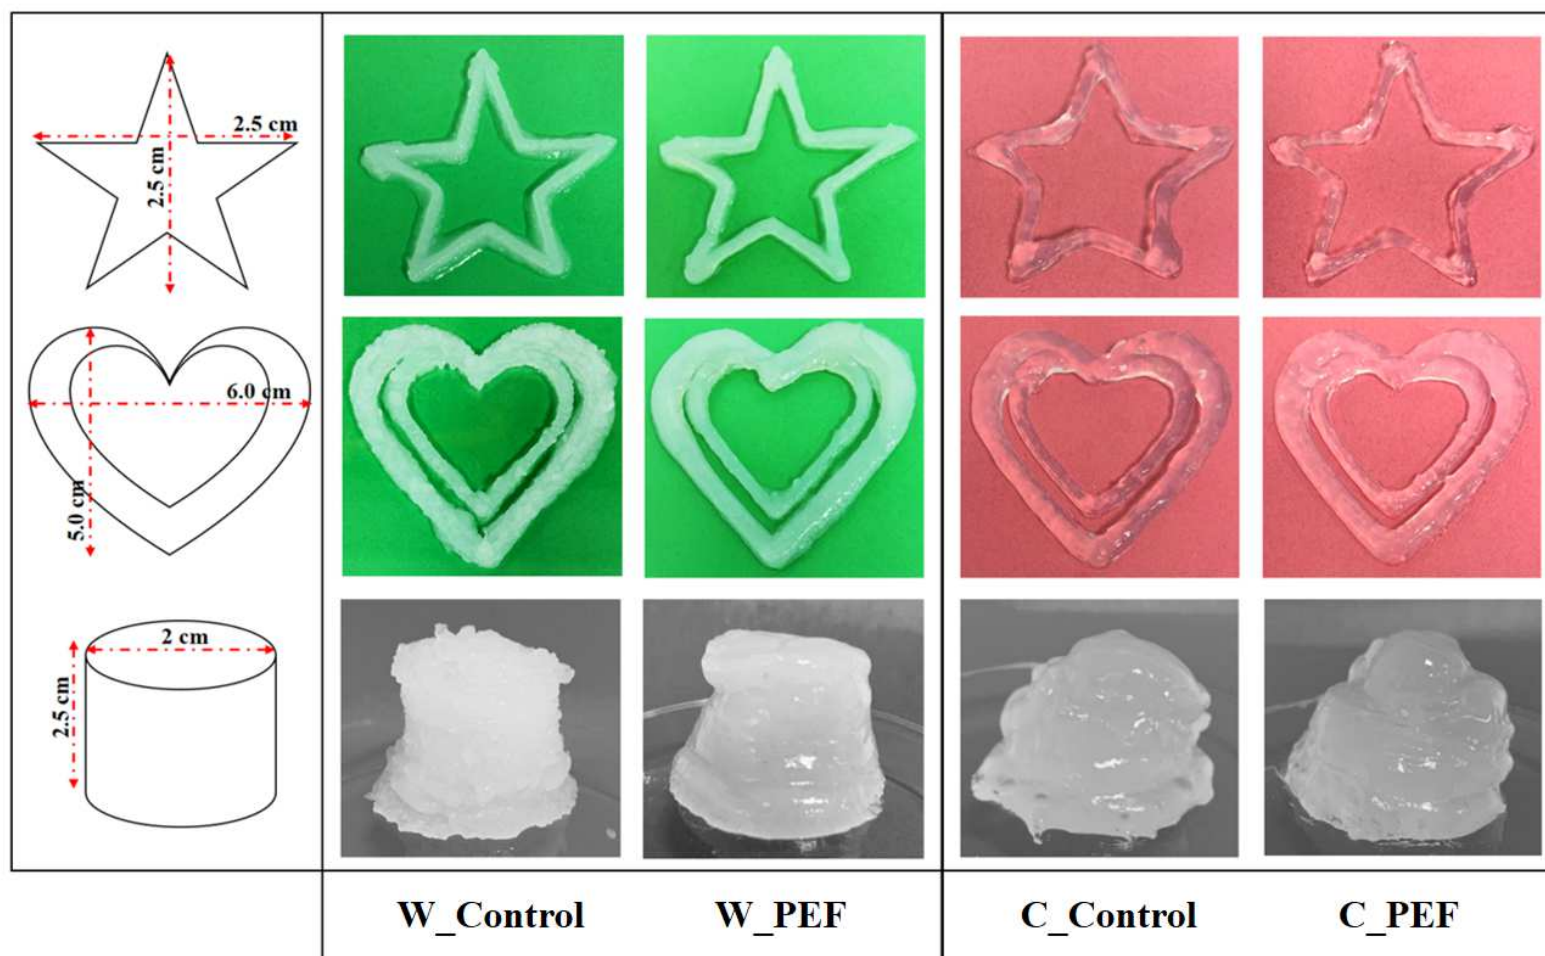 2.5 cm
2.5 cm
6.0 cm
5.0 cm
2 cm
2.5 cm
W_Control
W_PEF
C_Control
C_PEF